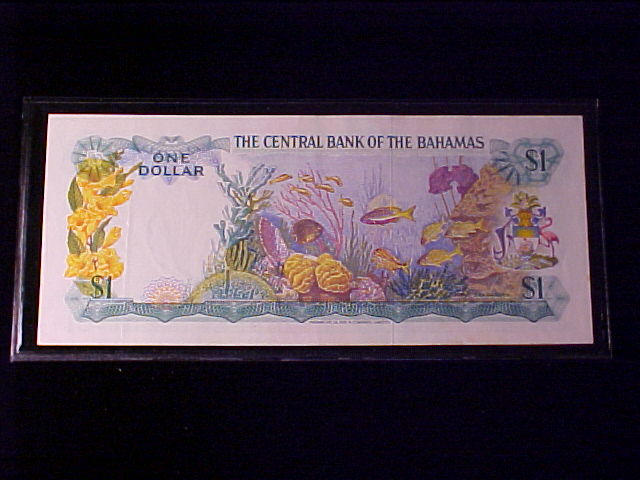 THE CENTRAL BANK OF THE BAHAMAS
ONE
DOLLAR
$1
$1
$1